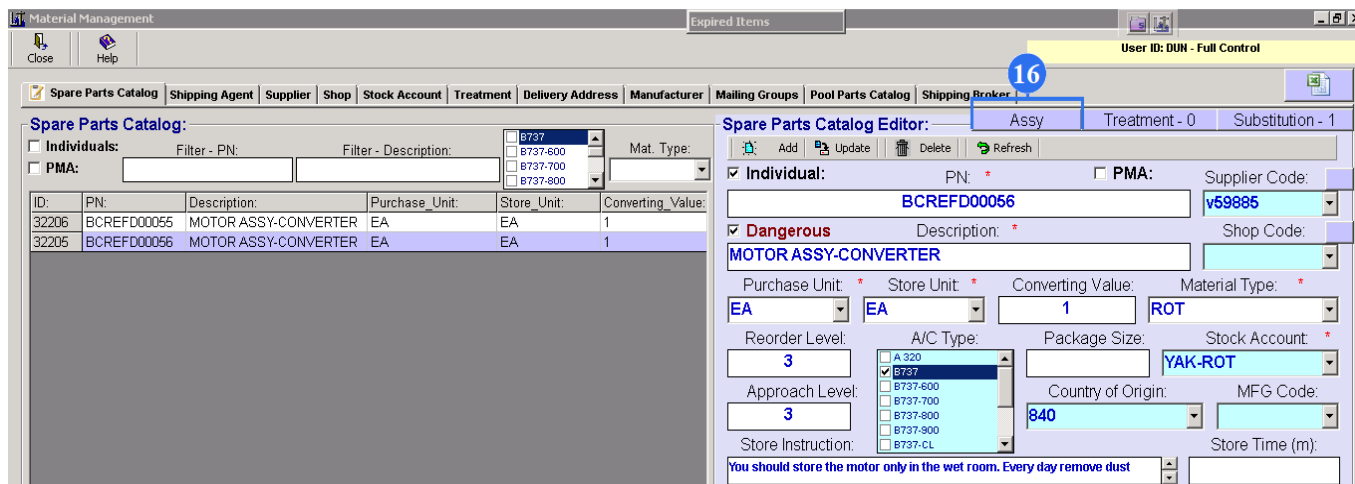 Material Management
Expired Items
Close
Help
User ID: DUN - Full Control
16
Spare Parts Catalog
Shipping Agent
Supplier
Shop
Stock Account
Treatment
Delivery Address
Manufacturer
Mailing Groups
Pool Parts Catalog
Shipping Broker
Spare Parts Catalog:
Individuals:
Filter - PN:
Filter - Description:
B737
B737-600
B737-700
B737-800
Mat. Type:
PMA:
ID:
PN:
Description:
Purchase_Unit:
Store_Unit:
Converting_Value:
32206
BCREFD00055
MOTOR ASSY-CONVERTER
EA
EA
1
32205
BCREFD00056
MOTOR ASSY-CONVERTER
EA
EA
1
Spare Parts Catalog Editor:
Assy
Treatment - 0
Substitution - 1
Add
Update
Delete
Refresh
Individual:
PN: *
PMA:
Supplier Code:
BCREFD00056
v59885
Dangerous
Description: *
Shop Code:
MOTOR ASSY-CONVERTER
Purchase Unit: *
Store Unit: *
Converting Value:
Material Type: *
EA
EA
1
ROT
Reorder Level:
A/C Type:
Package Size:
Stock Account: *
3
A 320
B737
B737-600
B737-700
B737-800
B737-900
B737-CL
YAK-ROT
Approach Level:
Country of Origin:
MFG Code:
3
840
Store Instruction:
Store Time (m):
You should store the motor only in the wet room. Every day remove dust